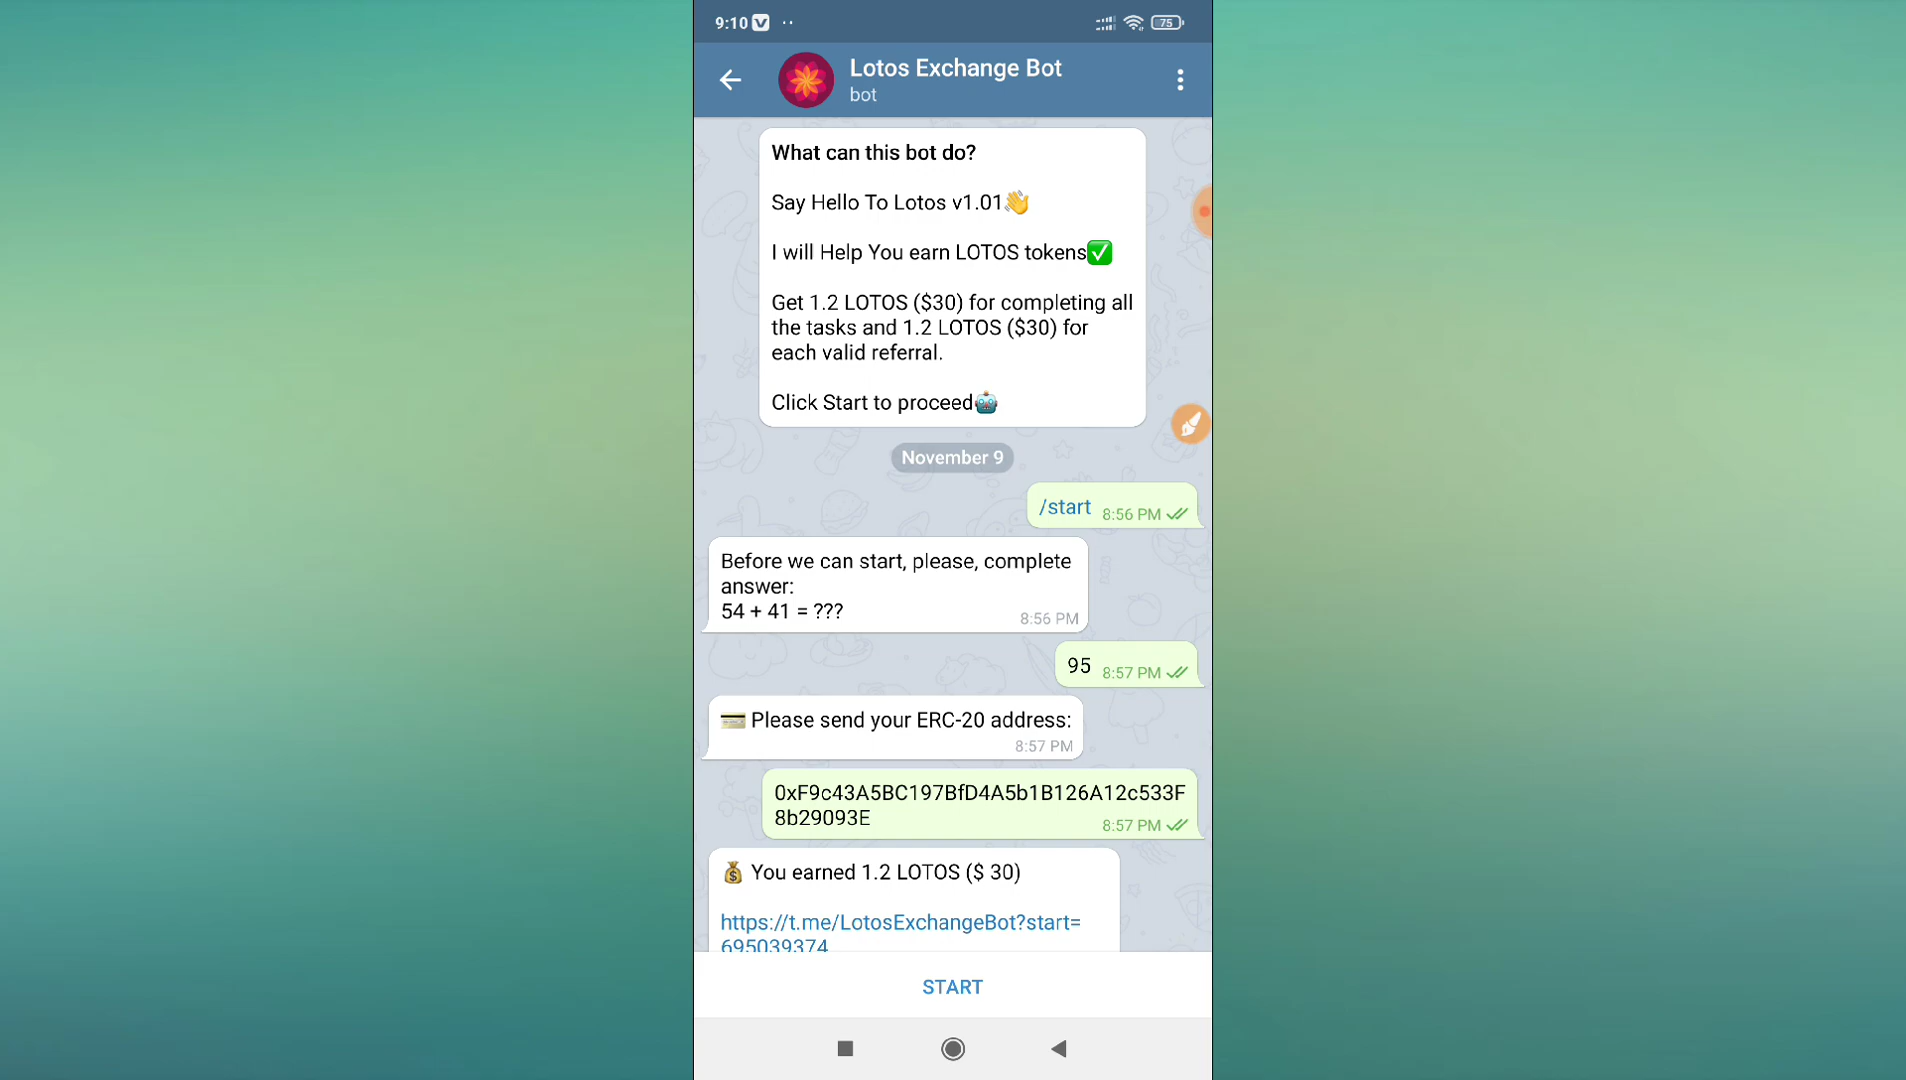 9:10
75
Lotos Exchange Bot
bot
What can this bot do?
Say Hello To Lotos v1.01👋
I will Help You earn LOTOS tokens✅
Get 1.2 LOTOS ($30) for completing all
the tasks and 1.2 LOTOS ($30) for
each valid referral.
Click Start to proceed🤖
November 9
/start 8:56 PM
Before we can start, please, complete
answer:
54 + 41 = ???
8:56 PM
95 8:57 PM
💳 Please send your ERC-20 address:
8:57 PM
0xF9c43A5BC197BfD4A5b1B126A12c533F
8b29093E
8:57 PM
💰 You earned 1.2 LOTOS ($ 30)
https://t.me/LotosExchangeBot?start=
695039374
START